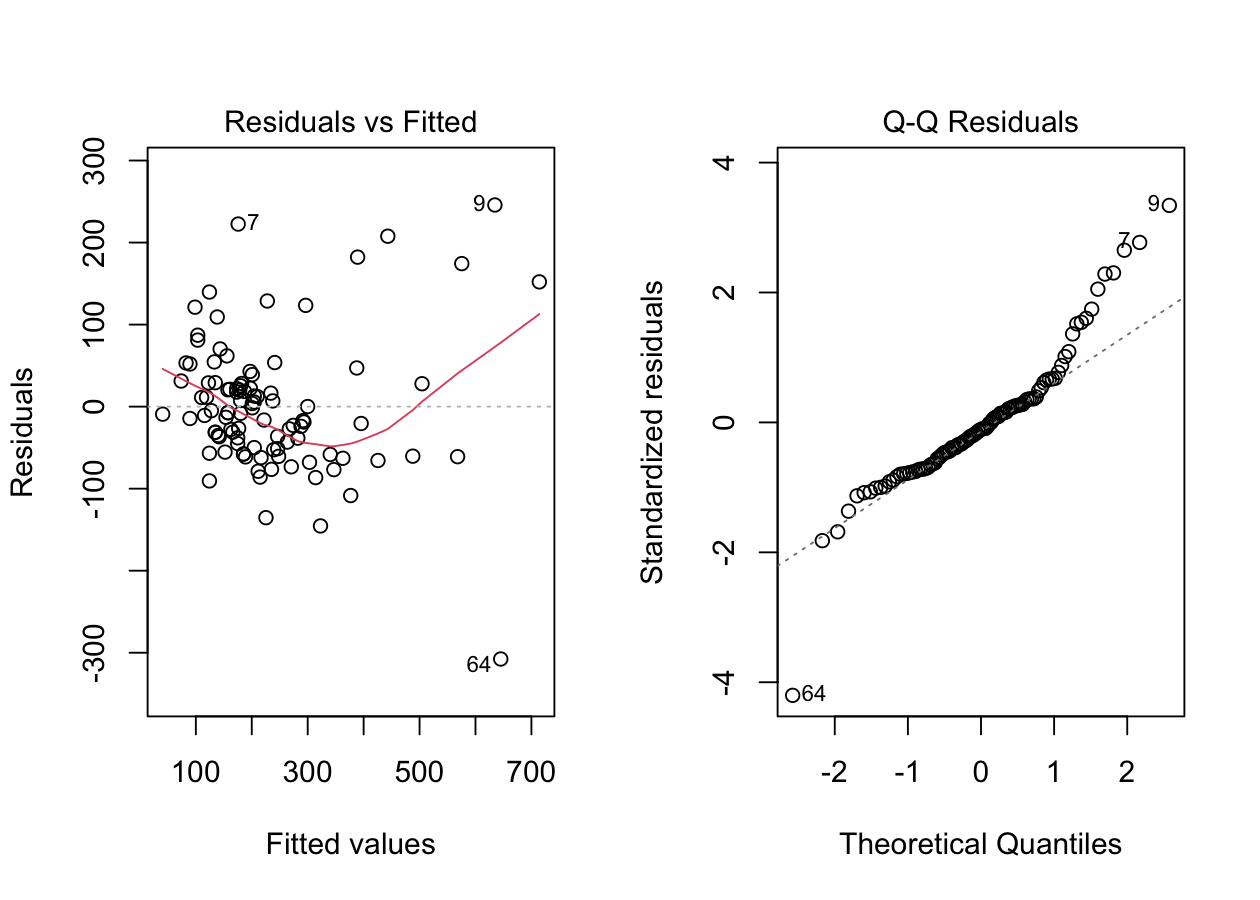 Residuals vs Fitted
Residuals
300
200
100
0
-100
-300
7
9
64
100 300 500 700
Fitted values
Q-Q Residuals
Standardized residuals
4
2
0
-2
-4
9
7
64
-2 -1 0 1 2
Theoretical Quantiles